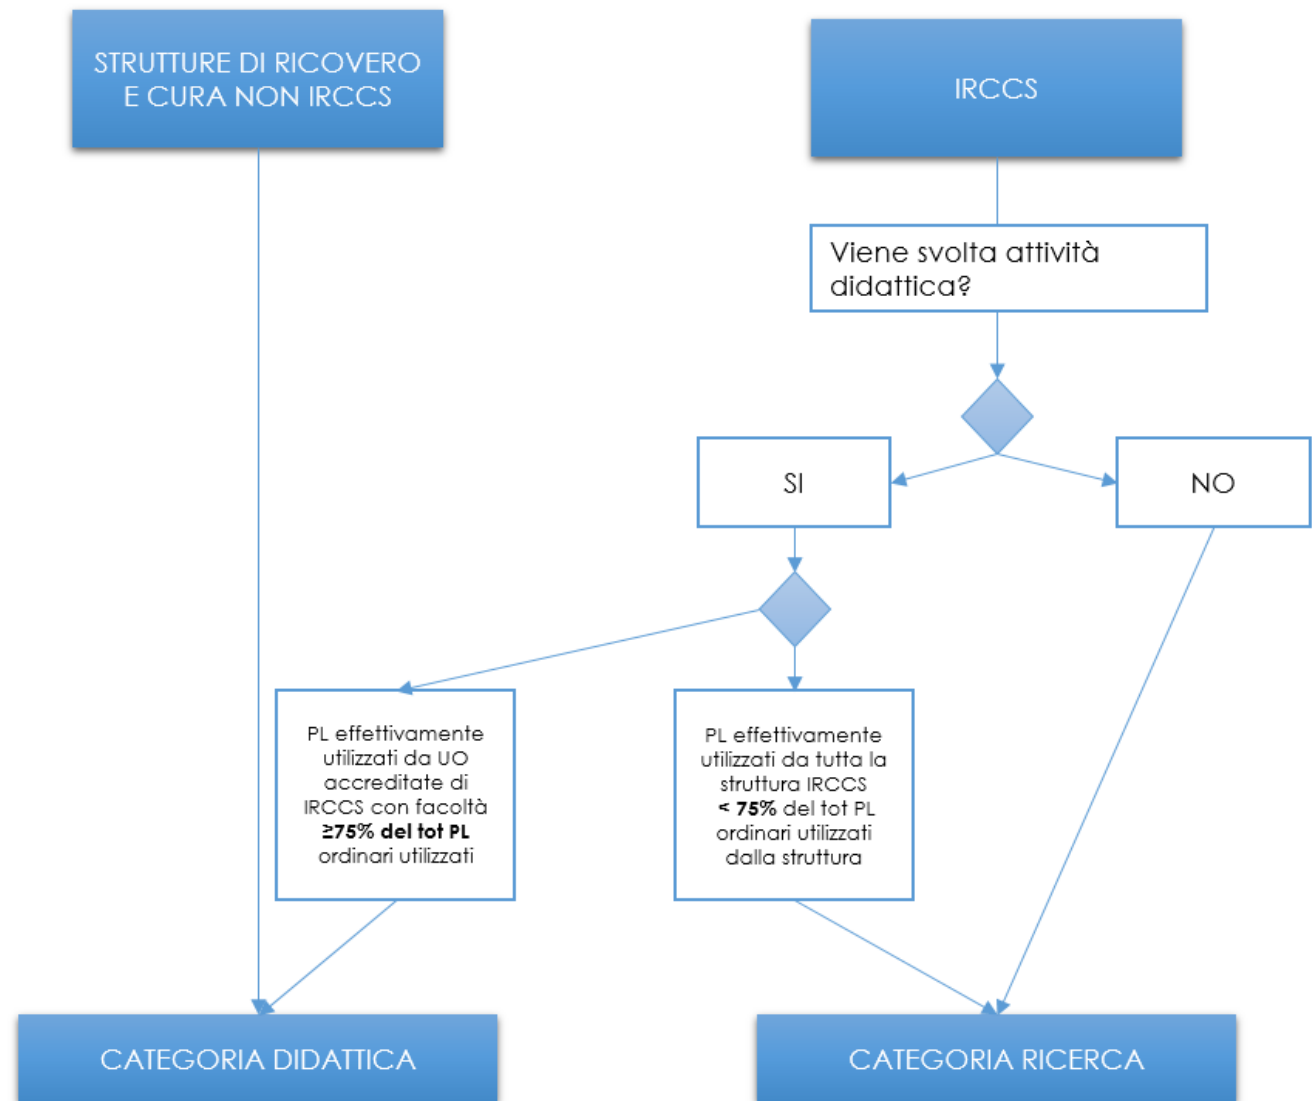 STRUTTURE DI RICOVERO
E CURA NON IRCCS
IRCCS
Viene svolta attività
didattica?
SI
NO
PL effettivamente
utilizzati da UO
accreditate di
IRCCS con facoltà
≥75% del tot PL
ordinari utilizzati
PL effettivamente
utilizzati da tutta la
struttura IRCCS
< 75% del tot PL
ordinari utilizzati
dalla struttura
CATEGORIA DIDATTICA
CATEGORIA RICERCA